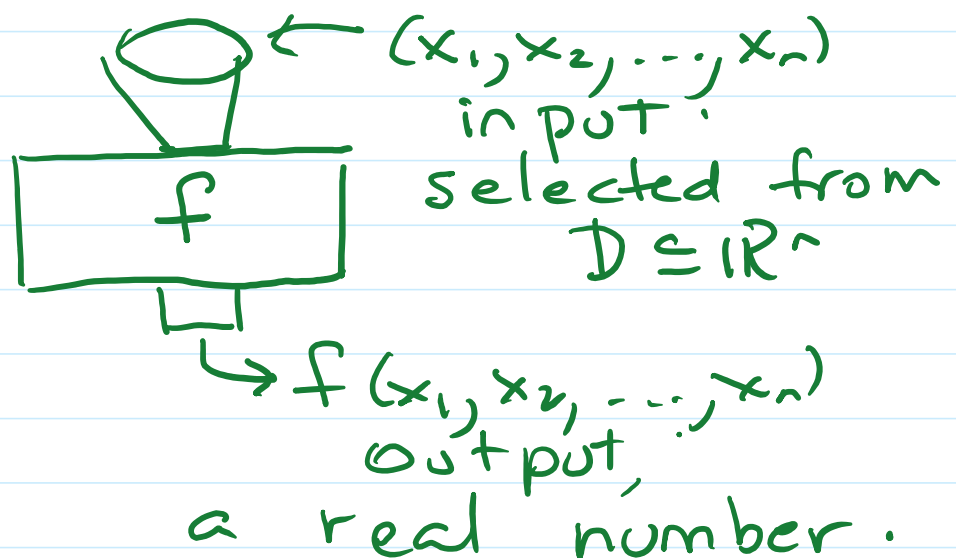 (x₁, x₂, ..., xₙ)
input.
f
selected from
D ⊆ ℝⁿ
f(x₁, x₂, ..., xₙ)
output,
a real number.